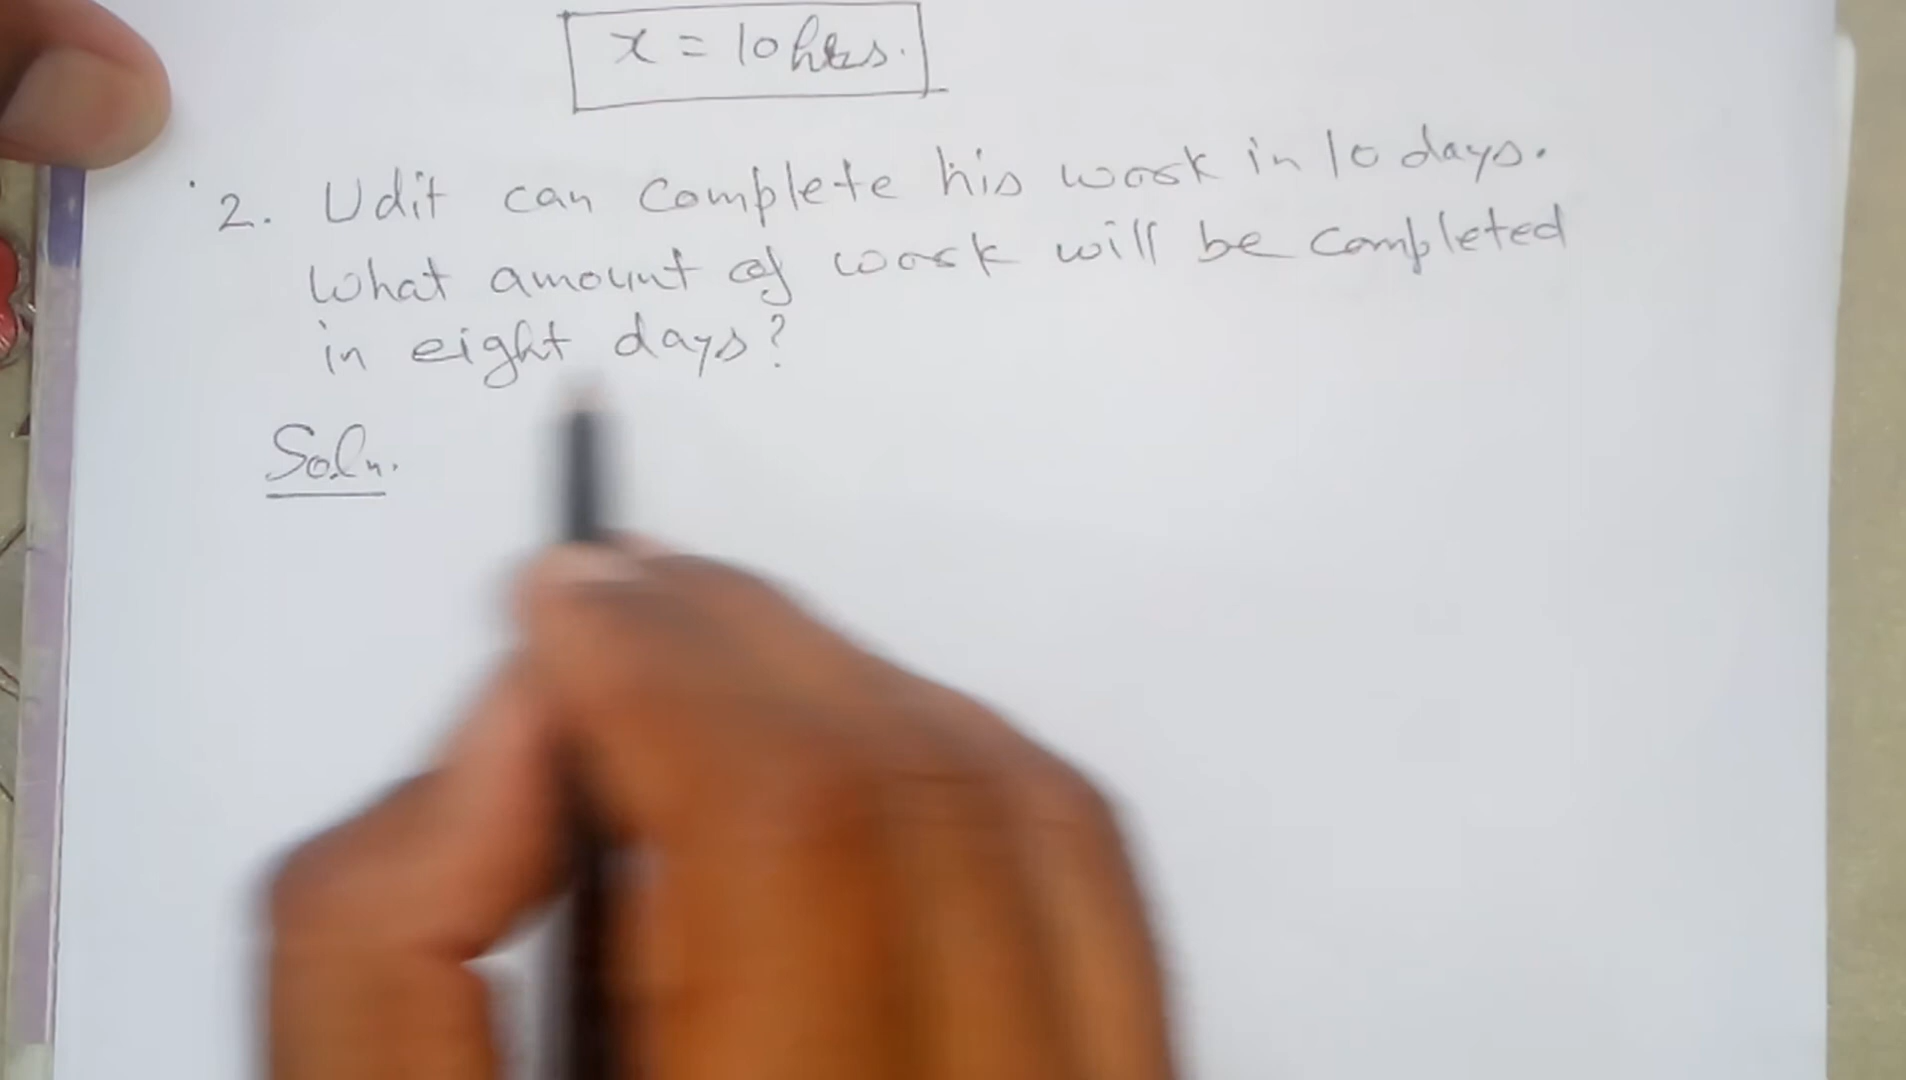 x = 10 hrs.
2. Udit can complete his work in 10 days.
What amount of work will be completed
in eight days?
Soln.